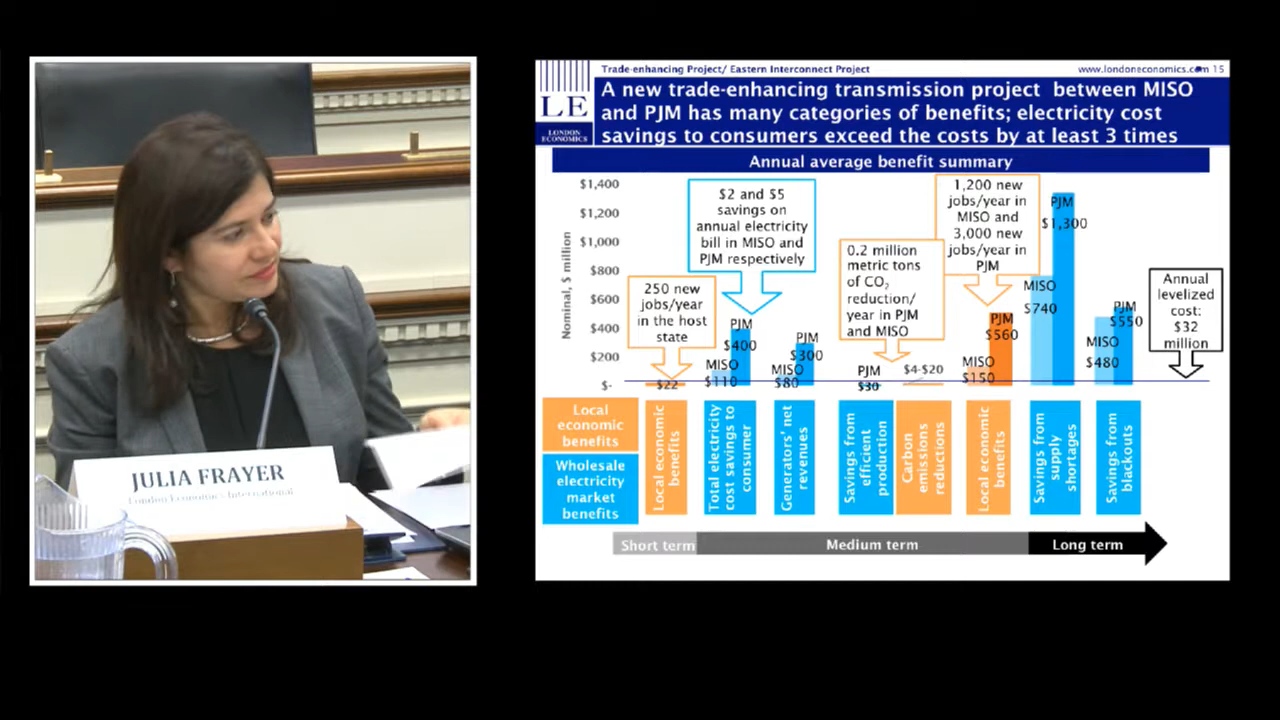 JULIA FRAYER
London Economics International
Trade-enhancing Project/ Eastern Interconnect Project
www.londoneconomics.com 15
LE
LONDON
ECONOMICS
A new trade-enhancing transmission project between MISO
and PJM has many categories of benefits; electricity cost
savings to consumers exceed the costs by at least 3 times
Annual average benefit summary
Nominal, $ million
$1,400
$1,200
$1,000
$800
$600
$400
$200
$-
250 new
jobs/year
in the host
state
$22
$2 and $5
savings on
annual electricity
bill in MISO and
PJM respectively
MISO
$110
PJM
$400
MISO
$80
PJM
$300
0.2 million
metric tons
of CO2
reduction/
year in PJM
and MISO
PJM
$30
$4-$20
1,200 new
jobs/year in
MISO and
3,000 new
jobs/year in
PJM
MISO
$150
PJM
$560
MISO
$740
PJM
$1,300
MISO
$480
PJM
$550
Annual
levelized
cost:
$32
million
Local
economic
benefits
Wholesale
electricity
market
benefits
Local economic
benefits
Total electricity
cost savings to
consumer
Generators' net
revenues
Savings from
efficient
production
Carbon
emissions
reductions
Local economic
benefits
Savings from
supply
shortages
Savings from
blackouts
Short term
Medium term
Long term